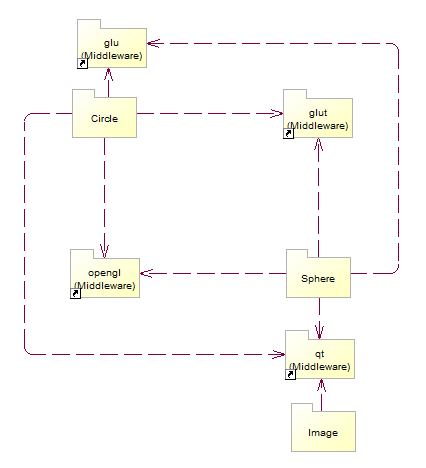 glu
(Middleware)
Circle
glut
(Middleware)
opengl
(Middleware)
Sphere
qt
(Middleware)
Image